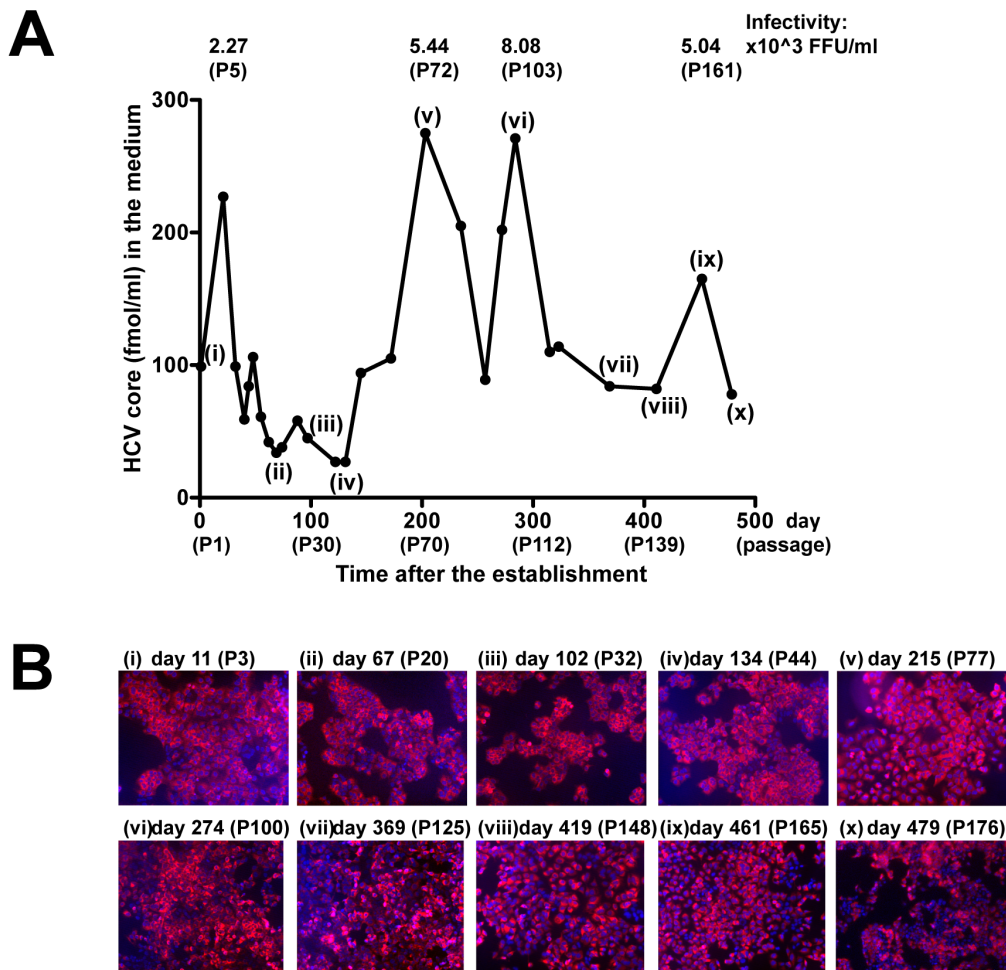 A
Infectivity:
2.27 5.44 8.08 5.04 x10^3 FFU/ml
(P5) (P72) (P103) (P161)
HCV core (fmol/ml) in the medium
300
200
100
0
(i)
(ii)
(iii)
(iv)
(v)
(vi)
(vii)
(viii)
(ix)
(x)
0 100 200 300 400 500 day
(P1) (P30) (P70) (P112) (P139) (passage)
Time after the establishment
B
(i) day 11 (P3) (ii) day 67 (P20) (iii) day 102 (P32) (iv)day 134 (P44) (v) day 215 (P77)
(vi)day 274 (P100) (vii) day 369 (P125) (viii) day 419 (P148) (ix) day 461 (P165) (x) day 479 (P176)